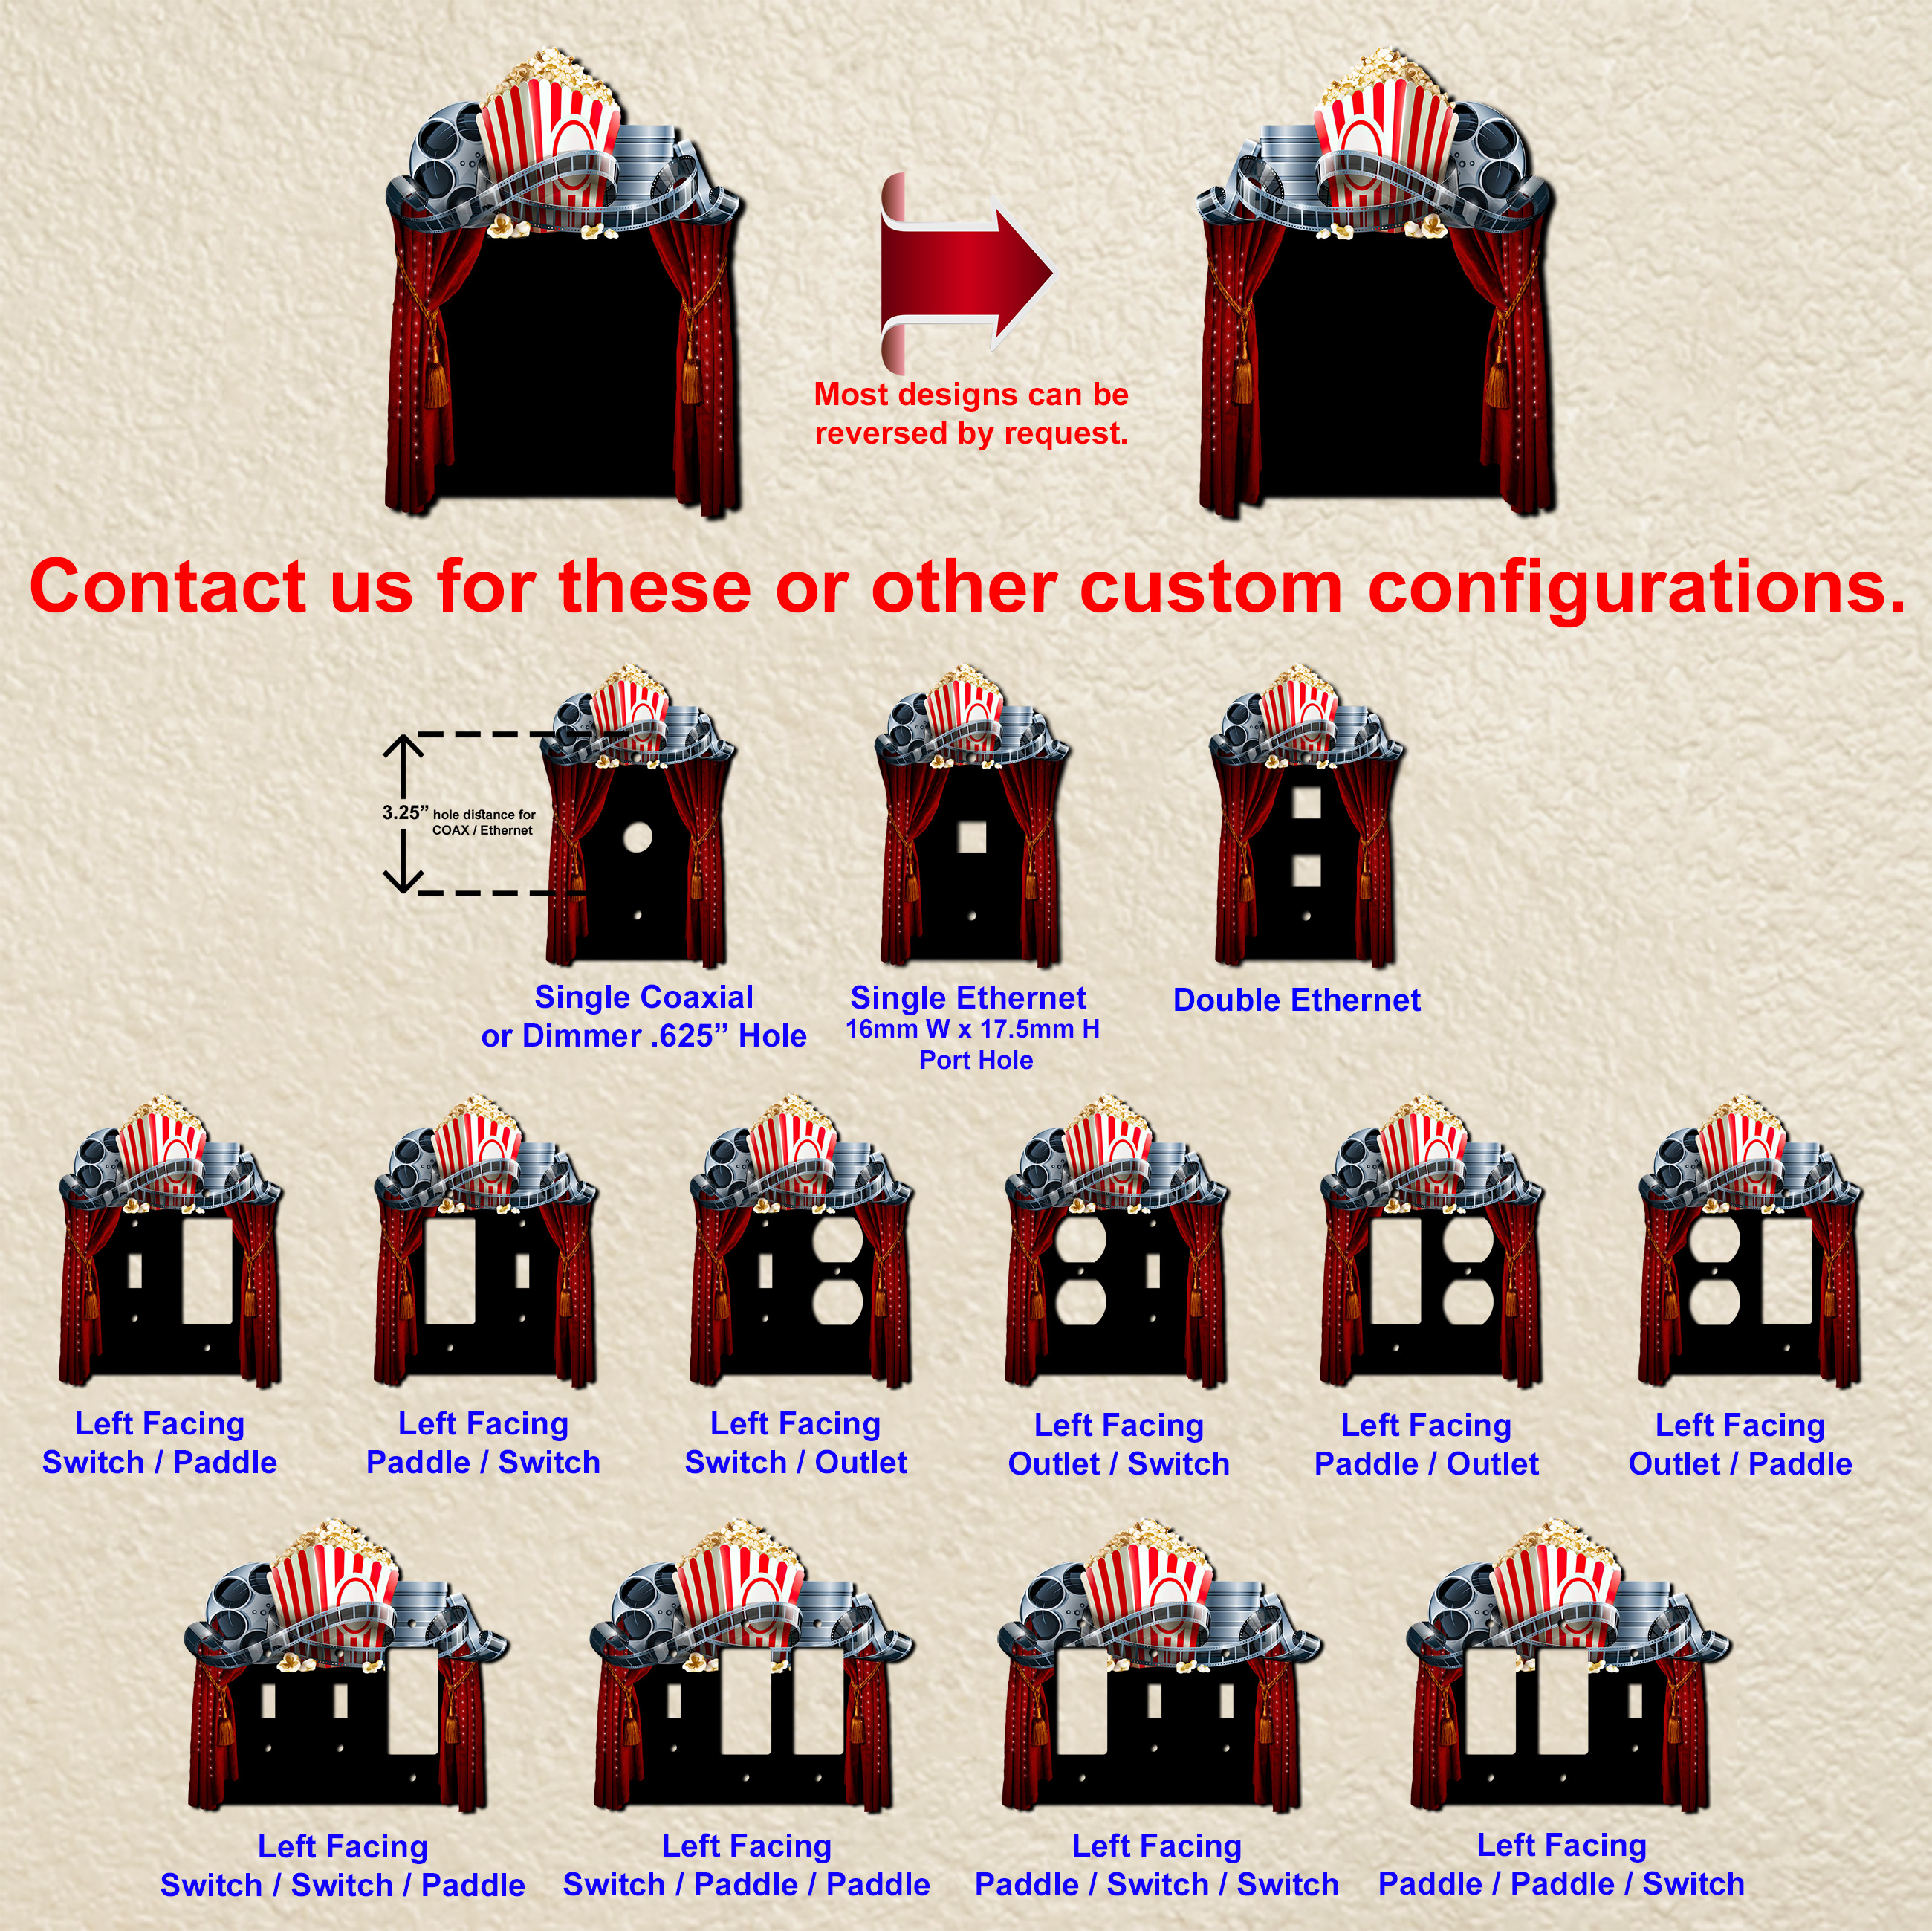 Most designs can be
reversed by request.
Contact us for these or other custom configurations.
3.25” hole distance for
COAX / Ethernet
Single Coaxial
or Dimmer .625” Hole
Single Ethernet
16mm W x 17.5mm H
Port Hole
Double Ethernet
Left Facing
Switch / Paddle
Left Facing
Paddle / Switch
Left Facing
Switch / Outlet
Left Facing
Outlet / Switch
Left Facing
Paddle / Outlet
Left Facing
Outlet / Paddle
Left Facing
Switch / Switch / Paddle
Left Facing
Switch / Paddle / Paddle
Left Facing
Paddle / Switch / Switch
Left Facing
Paddle / Paddle / Switch